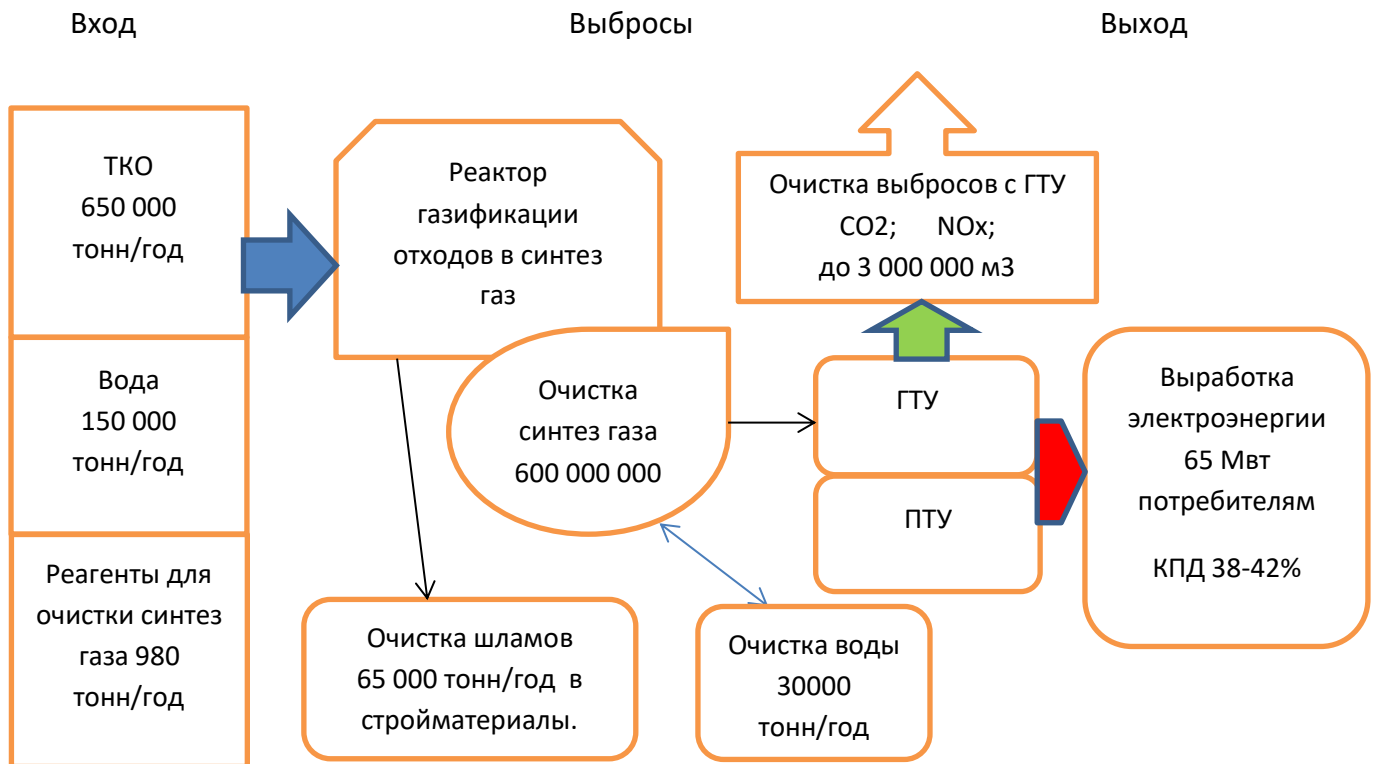 Вход
Выбросы
Выход
ТКО
650 000
тонн/год
Вода
150 000
тонн/год
Реагенты для
очистки синтез
газа 980
тонн/год
Реактор
газификации
отходов в синтез
газ
Очистка
синтез газа
600 000 000
Очистка шламов
65 000 тонн/год в
стройматериалы.
Очистка воды
30000
тонн/год
Очистка выбросов с ГТУ
СО2; NOx;
до 3 000 000 м3
ГТУ
ПТУ
Выработка
электроэнергии
65 Мвт
потребителям
КПД 38-42%